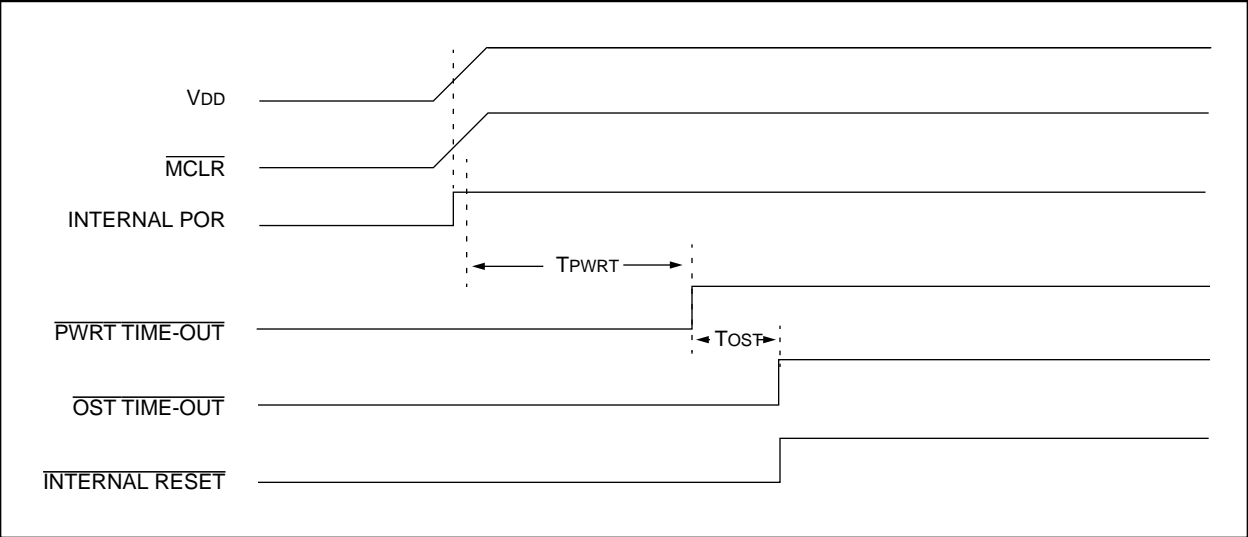 VDD
MCLR
INTERNAL POR
TPWRT
PWRT TIME-OUT
TOST
OST TIME-OUT
INTERNAL RESET